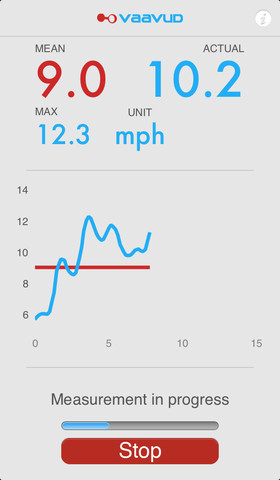 vaavud
i
MEAN ACTUAL
9.0 10.2
MAX UNIT
12.3 mph
14
12
10
8
6
0 5 10 15
Measurement in progress
Stop